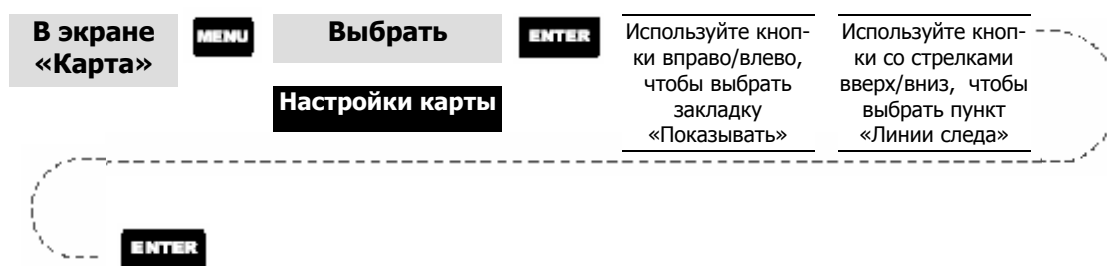 В экране
«Карта»
MENU
Выбрать
Настройки карты
ENTER
Используйте кноп-
ки вправо/влево,
чтобы выбрать
закладку
«Показывать»
Используйте кноп-
ки со стрелками
вверх/вниз, чтобы
выбрать пункт
«Линии следа»
ENTER